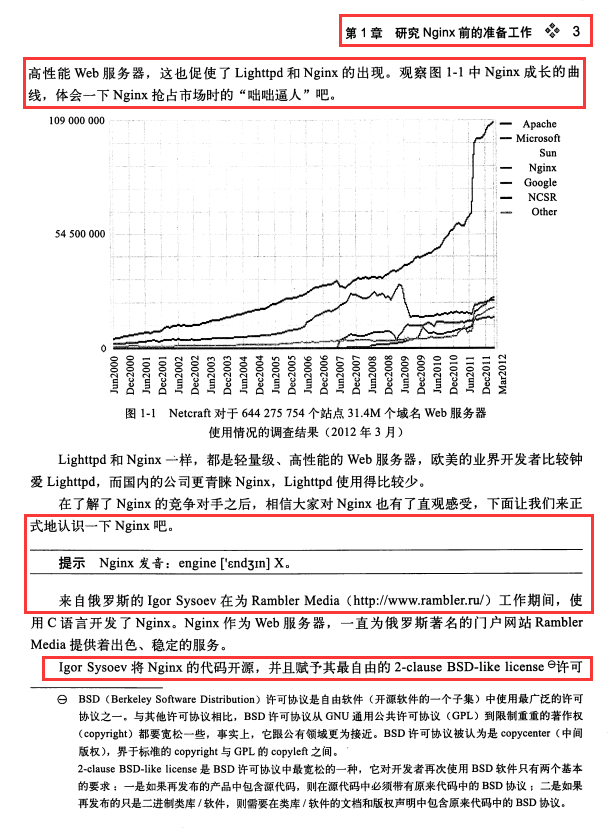 第 1 章 研究 Nginx 前的准备工作 ❖ 3
高性能 Web 服务器，这也促使了 Lighttpd 和 Nginx 的出现。观察图 1-1 中 Nginx 成长的曲
线，体会一下 Nginx 抢占市场时的“咄咄逼人”吧。
109 000 000
Apache
Microsoft
Sun
Nginx
Google
NCSR
Other
54 500 000
0
Jun2000 Dec2000 Jun2001 Dec2001 Jun2002 Dec2002 Jun2003 Dec2003 Jun2004 Dec2004 Jun2005 Dec2005 Jun2006 Dec2006 Jun2007 Dec2007 Jun2008 Dec2008 Jun2009 Dec2009 Jun2010 Dec2010 Jun2011 Dec2011 Mar2012
图 1-1 Netcraft 对于 644 275 754 个站点 31.4M 个域名 Web 服务器
使用情况的调查结果（2012 年 3 月）
Lighttpd 和 Nginx 一样，都是轻量级、高性能的 Web 服务器，欧美的业界开发者比较钟
爱 Lighttpd，而国内的公司更青睐 Nginx，Lighttpd 使用得比较少。
在了解了 Nginx 的竞争对手之后，相信大家对 Nginx 也有了直观感受，下面让我们来正
式地认识一下 Nginx 吧。
提示 Nginx 发音：engine ['endʒɪn] X。
来自俄罗斯的 Igor Sysoev 在为 Rambler Media（http://www.rambler.ru/）工作期间，使
用 C 语言开发了 Nginx。Nginx 作为 Web 服务器，一直为俄罗斯著名的门户网站 Rambler
Media 提供着出色、稳定的服务。
Igor Sysoev 将 Nginx 的代码开源，并且赋予其最自由的 2-clause BSD-like license ⊖许可
⊖ BSD（Berkeley Software Distribution）许可协议是自由软件（开源软件的一个子集）中使用最广泛的许可
协议之一。与其他许可协议相比，BSD 许可协议从 GNU 通用公共许可协议（GPL）到限制重重的著作权
（copyright）都要宽松一些，事实上，它跟公有领域更为接近。BSD 许可协议被认为是 copycenter（中间
版权），界于标准的 copyright 与 GPL 的 copyleft 之间。
2-clause BSD-like license 是 BSD 许可协议中最宽松的一种，它对开发者再次使用 BSD 软件只有两个基本
的要求：一是如果再发布的产品中包含源代码，则在源代码中必须带有原来代码中的 BSD 协议；二是如果
再发布的只是二进制类库 / 软件，则需要在类库 / 软件的文档和版权声明中包含原来代码中的 BSD 协议。